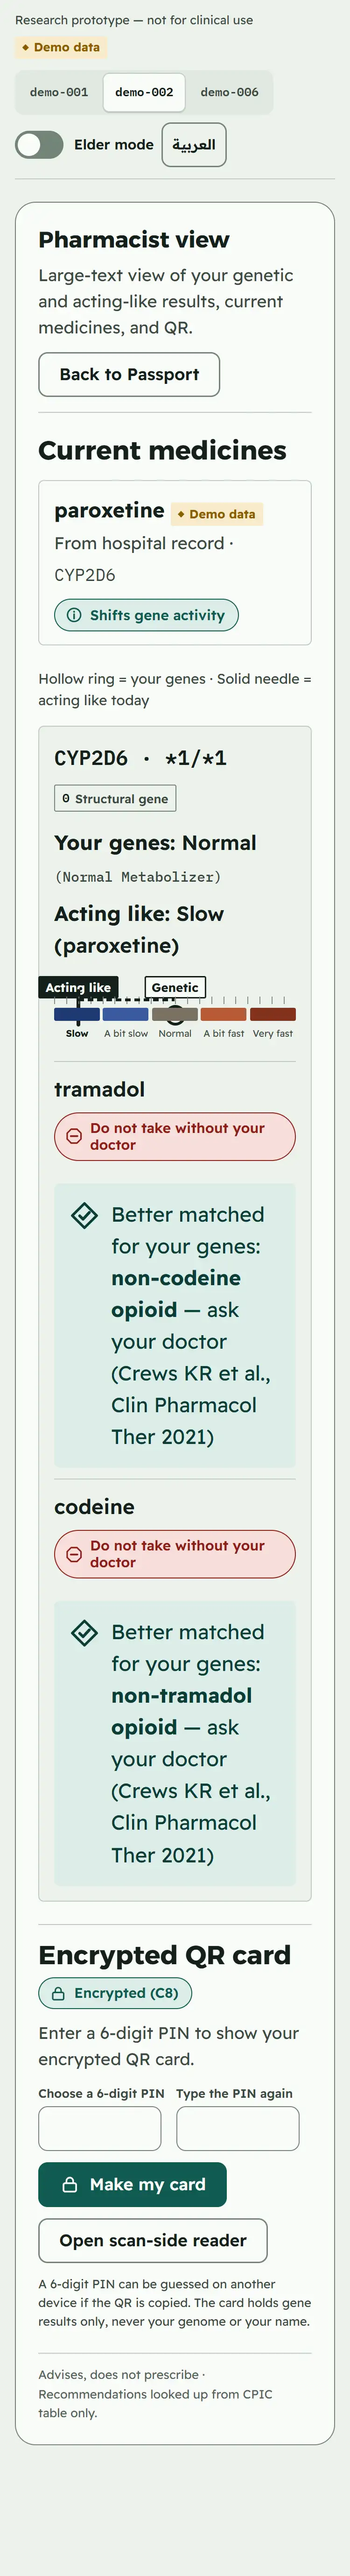 Research prototype — not for clinical use
◆ Demo data
demo-001 demo-002 demo-006
Elder mode العربية
Pharmacist view
Large-text view of your genetic
and acting-like results, current
medicines, and QR.
Back to Passport
Current medicines
paroxetine ◆ Demo data
From hospital record ·
CYP2D6
Shifts gene activity
Hollow ring = your genes · Solid needle =
acting like today
CYP2D6 · *1/*1
0 Structural gene
Your genes: Normal
(Normal Metabolizer)
Acting like: Slow
(paroxetine)
Acting like Genetic
Slow A bit slow Normal A bit fast Very fast
tramadol
Do not take without your
doctor
Better matched
for your genes:
non-codeine
opioid — ask
your doctor
(Crews KR et al.,
Clin Pharmacol
Ther 2021)
codeine
Do not take without your
doctor
Better matched
for your genes:
non-tramadol
opioid — ask
your doctor
(Crews KR et al.,
Clin Pharmacol
Ther 2021)
Encrypted QR card
Encrypted (C8)
Enter a 6-digit PIN to show your
encrypted QR card.
Choose a 6-digit PIN Type the PIN again
Make my card
Open scan-side reader
A 6-digit PIN can be guessed on another
device if the QR is copied. The card holds gene
results only, never your genome or your name.
Advises, does not prescribe ·
Recommendations looked up from CPIC
table only.